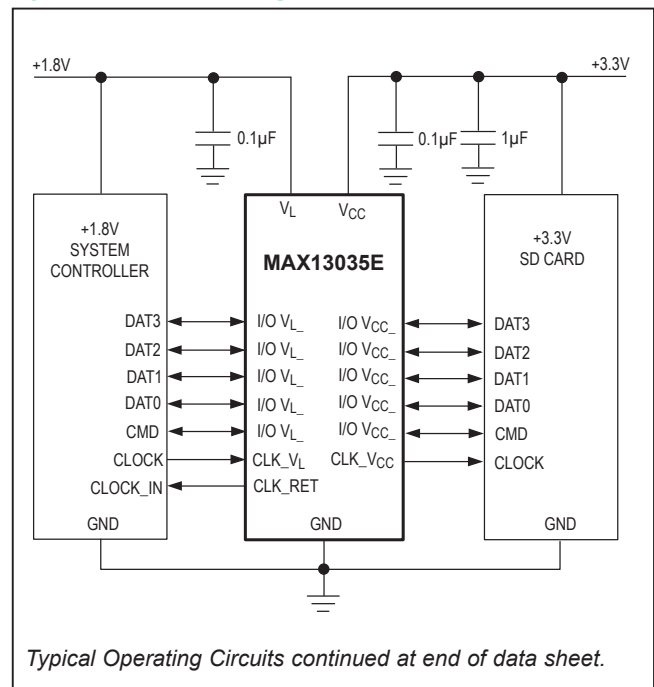 +1.8V
+3.3V
0.1µF
0.1µF
1µF
V_L
V_CC
+1.8V
SYSTEM
CONTROLLER
MAX13035E
+3.3V
SD CARD
DAT3
I/O V_L_
I/O V_CC_
DAT3
DAT2
I/O V_L_
I/O V_CC_
DAT2
DAT1
I/O V_L_
I/O V_CC_
DAT1
DAT0
I/O V_L_
I/O V_CC_
DAT0
CMD
I/O V_L_
I/O V_CC_
CMD
CLOCK
CLK_V_L
CLK_V_CC
CLOCK
CLOCK_IN
CLK_RET
GND
GND
GND
Typical Operating Circuits continued at end of data sheet.